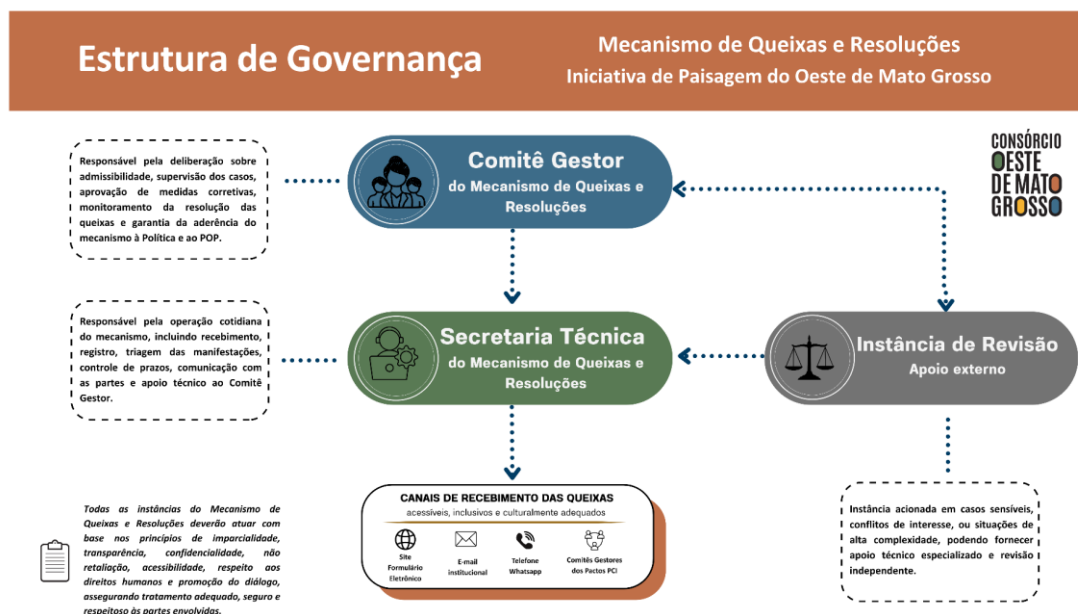 Estrutura de Governança
Mecanismo de Queixas e Resoluções
Iniciativa de Paisagem do Oeste de Mato Grosso
CONSÓRCIO
OESTE
DE MATO
GROSSO
Responsável pela deliberação sobre
admissibilidade, supervisão dos casos,
aprovação de medidas corretivas,
monitoramento da resolução das
queixas e garantia da aderência do
mecanismo à Política e ao POP.
Comitê Gestor
do Mecanismo de Queixas e
Resoluções
Responsável pela operação cotidiana
do mecanismo, incluindo recebimento,
registro, triagem das manifestações,
controle de prazos, comunicação com
as partes e apoio técnico ao Comitê
Gestor.
Secretaria Técnica
do Mecanismo de Queixas e
Resoluções
Instância de Revisão
Apoio externo
Todas as instâncias do Mecanismo de
Queixas e Resoluções deverão atuar com
base nos princípios de imparcialidade,
transparência, confidencialidade, não
retaliação, acessibilidade, respeito aos
direitos humanos e promoção do diálogo,
assegurando tratamento adequado, seguro e
respeitoso às partes envolvidas.
CANAIS DE RECEBIMENTO DAS QUEIXAS
acessíveis, inclusivos e culturalmente adequados
Site
Formulário
Eletrônico
E-mail
institucional
Telefone
Whatsapp
Comitês Gestores
dos Pactos PCI
Instância acionada em casos sensíveis,
conflitos de interesse, ou situações de
alta complexidade, podendo fornecer
apoio técnico especializado e revisão
independente.